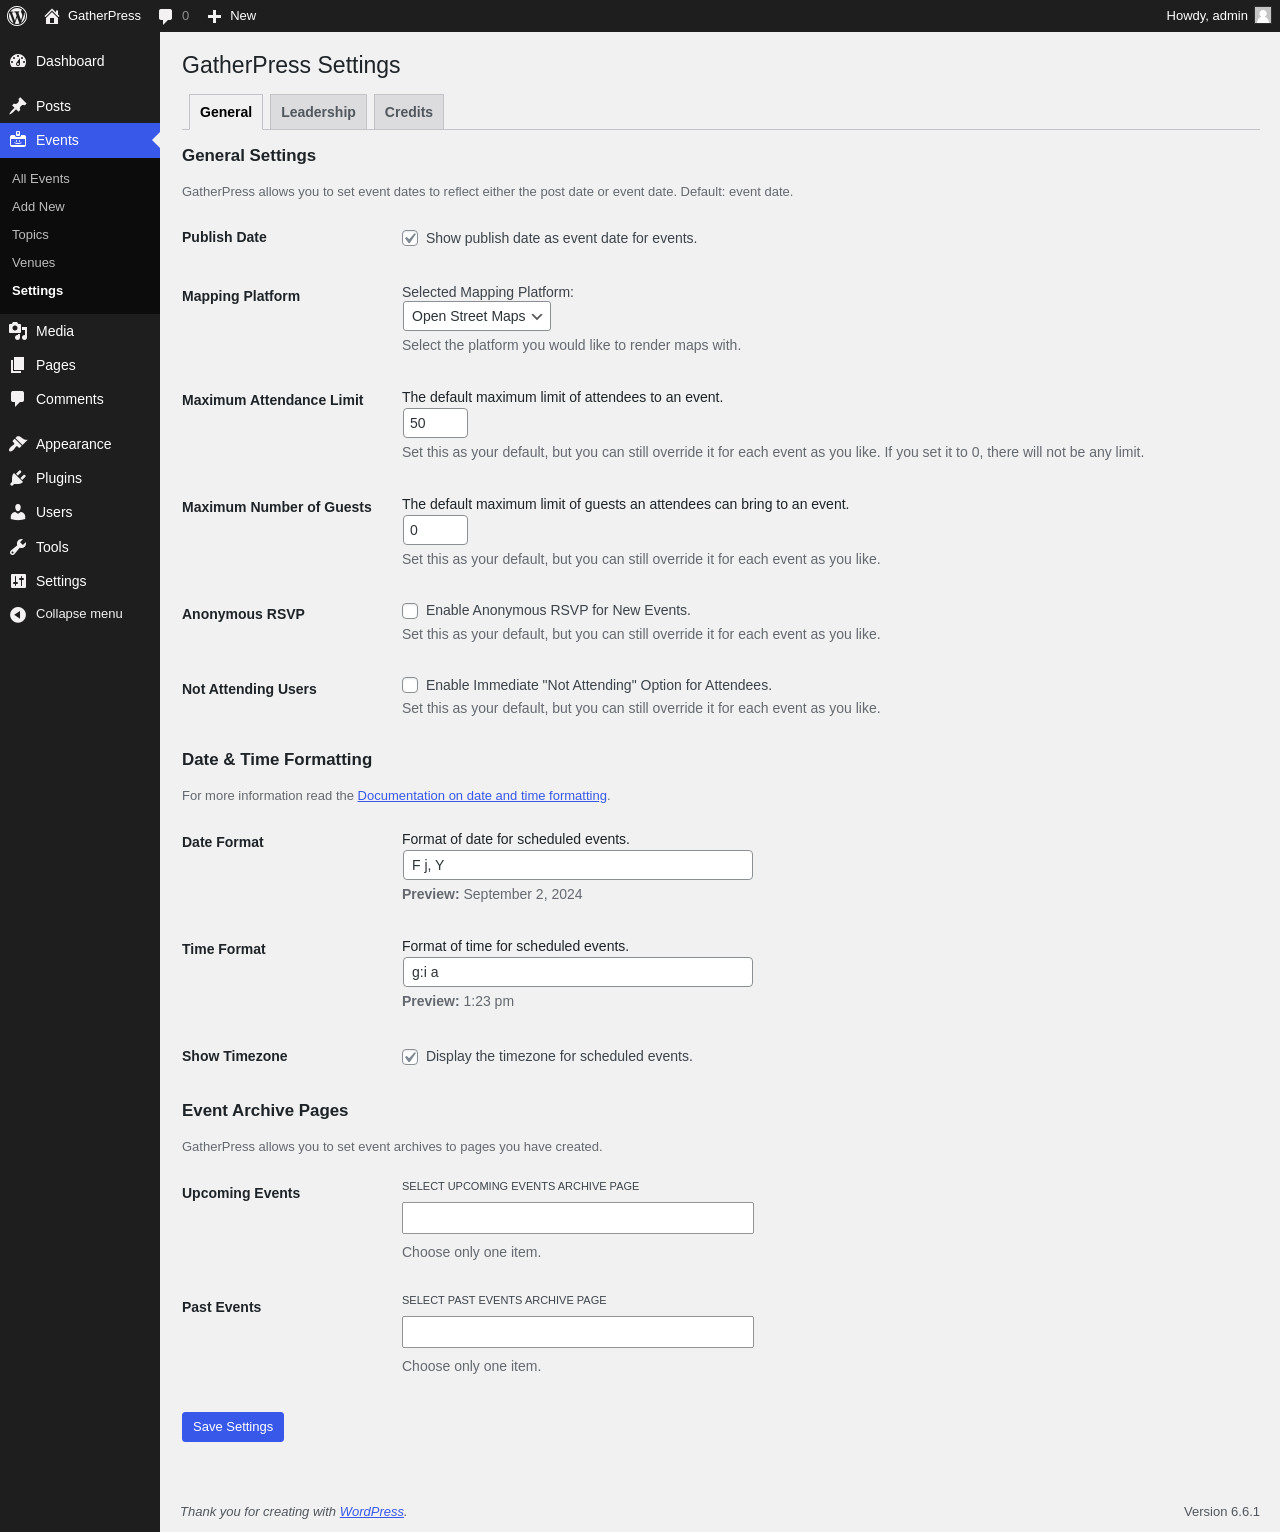 GatherPress
0
New
Howdy, admin
Dashboard
Posts
Events
All Events
Add New
Topics
Venues
Settings
Media
Pages
Comments
Appearance
Plugins
Users
Tools
Settings
Collapse menu
GatherPress Settings
General
Leadership
Credits
General Settings
GatherPress allows you to set event dates to reflect either the post date or event date. Default: event date.
Publish Date
Show publish date as event date for events.
Mapping Platform
Selected Mapping Platform:
Open Street Maps
Select the platform you would like to render maps with.
Maximum Attendance Limit
The default maximum limit of attendees to an event.
50
Set this as your default, but you can still override it for each event as you like. If you set it to 0, there will not be any limit.
Maximum Number of Guests
The default maximum limit of guests an attendees can bring to an event.
0
Set this as your default, but you can still override it for each event as you like.
Anonymous RSVP
Enable Anonymous RSVP for New Events.
Set this as your default, but you can still override it for each event as you like.
Not Attending Users
Enable Immediate "Not Attending" Option for Attendees.
Set this as your default, but you can still override it for each event as you like.
Date & Time Formatting
For more information read the Documentation on date and time formatting.
Date Format
Format of date for scheduled events.
F j, Y
Preview: September 2, 2024
Time Format
Format of time for scheduled events.
g:i a
Preview: 1:23 pm
Show Timezone
Display the timezone for scheduled events.
Event Archive Pages
GatherPress allows you to set event archives to pages you have created.
Upcoming Events
SELECT UPCOMING EVENTS ARCHIVE PAGE
Choose only one item.
Past Events
SELECT PAST EVENTS ARCHIVE PAGE
Choose only one item.
Save Settings
Thank you for creating with WordPress.
Version 6.6.1